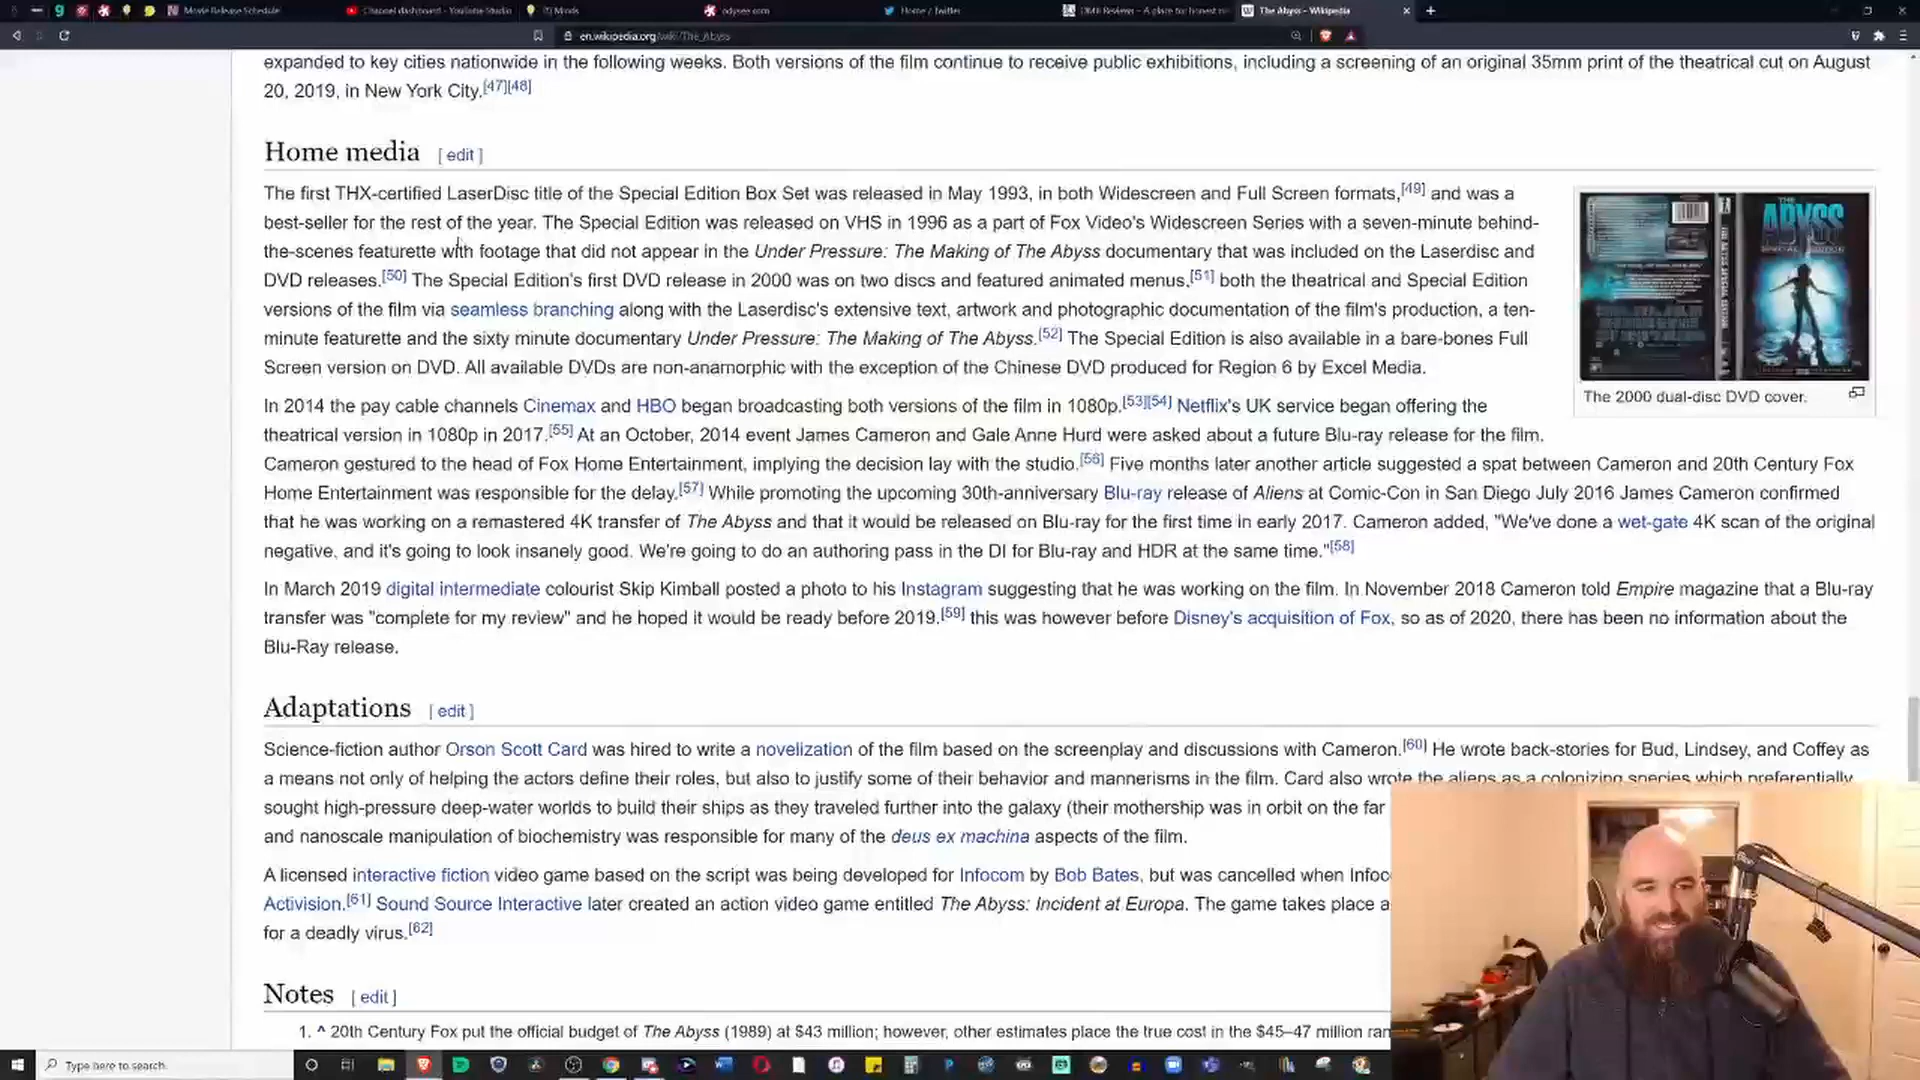 Movie Release Schedule
Channel dashboard - YouTube Studio
(1) Minds
odysee.com
Home / Twitter
DMR Reviews - A place for honest re
The Abyss - Wikipedia
en.wikipedia.org/wiki/The_Abyss
expanded to key cities nationwide in the following weeks. Both versions of the film continue to receive public exhibitions, including a screening of an original 35mm print of the theatrical cut on August
20, 2019, in New York City.[47][48]
Home media [ edit ]
The first THX-certified LaserDisc title of the Special Edition Box Set was released in May 1993, in both Widescreen and Full Screen formats,[49] and was a
best-seller for the rest of the year. The Special Edition was released on VHS in 1996 as a part of Fox Video's Widescreen Series with a seven-minute behind-
the-scenes featurette with footage that did not appear in the Under Pressure: The Making of The Abyss documentary that was included on the Laserdisc and
DVD releases.[50] The Special Edition's first DVD release in 2000 was on two discs and featured animated menus,[51] both the theatrical and Special Edition
versions of the film via seamless branching along with the Laserdisc's extensive text, artwork and photographic documentation of the film's production, a ten-
minute featurette and the sixty minute documentary Under Pressure: The Making of The Abyss.[52] The Special Edition is also available in a bare-bones Full
Screen version on DVD. All available DVDs are non-anamorphic with the exception of the Chinese DVD produced for Region 6 by Excel Media.
THE
ABYSS
SPECIAL EDITION
The 2000 dual-disc DVD cover.
In 2014 the pay cable channels Cinemax and HBO began broadcasting both versions of the film in 1080p.[53][54] Netflix's UK service began offering the
theatrical version in 1080p in 2017.[55] At an October, 2014 event James Cameron and Gale Anne Hurd were asked about a future Blu-ray release for the film.
Cameron gestured to the head of Fox Home Entertainment, implying the decision lay with the studio.[56] Five months later another article suggested a spat between Cameron and 20th Century Fox
Home Entertainment was responsible for the delay.[57] While promoting the upcoming 30th-anniversary Blu-ray release of Aliens at Comic-Con in San Diego July 2016 James Cameron confirmed
that he was working on a remastered 4K transfer of The Abyss and that it would be released on Blu-ray for the first time in early 2017. Cameron added, "We've done a wet-gate 4K scan of the original
negative, and it's going to look insanely good. We're going to do an authoring pass in the DI for Blu-ray and HDR at the same time."[58]
In March 2019 digital intermediate colourist Skip Kimball posted a photo to his Instagram suggesting that he was working on the film. In November 2018 Cameron told Empire magazine that a Blu-ray
transfer was "complete for my review" and he hoped it would be ready before 2019.[59] this was however before Disney's acquisition of Fox, so as of 2020, there has been no information about the
Blu-Ray release.
Adaptations [ edit ]
Science-fiction author Orson Scott Card was hired to write a novelization of the film based on the screenplay and discussions with Cameron.[60] He wrote back-stories for Bud, Lindsey, and Coffey as
a means not only of helping the actors define their roles, but also to justify some of their behavior and mannerisms in the film. Card also wrote the aliens as a colonizing species which preferentially
sought high-pressure deep-water worlds to build their ships as they traveled further into the galaxy (their mothership was in orbit on the far
and nanoscale manipulation of biochemistry was responsible for many of the deus ex machina aspects of the film.
A licensed interactive fiction video game based on the script was being developed for Infocom by Bob Bates, but was cancelled when Infoc
Activision.[61] Sound Source Interactive later created an action video game entitled The Abyss: Incident at Europa. The game takes place a
for a deadly virus.[62]
Notes [ edit ]
1. ^ 20th Century Fox put the official budget of The Abyss (1989) at $43 million; however, other estimates place the true cost in the $45–47 million ran
Type here to search